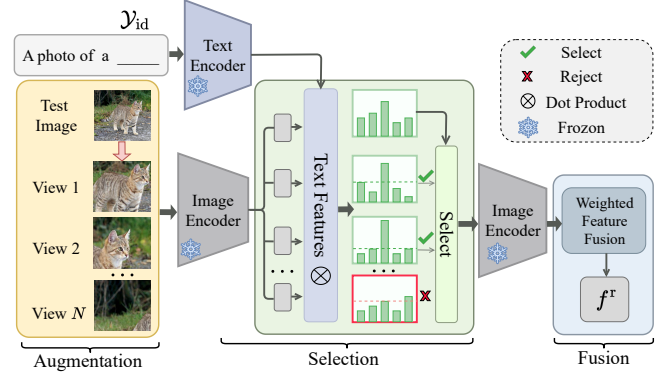 𝒴id
A photo of a _____
Text
Encoder
Select
Reject
Dot Product
Frozon
Test
Image
View 1
View 2
...
View N
Image
Encoder
...
Text Features
...
Select
Image
Encoder
Weighted
Feature
Fusion
fʳ
Augmentation
Selection
Fusion